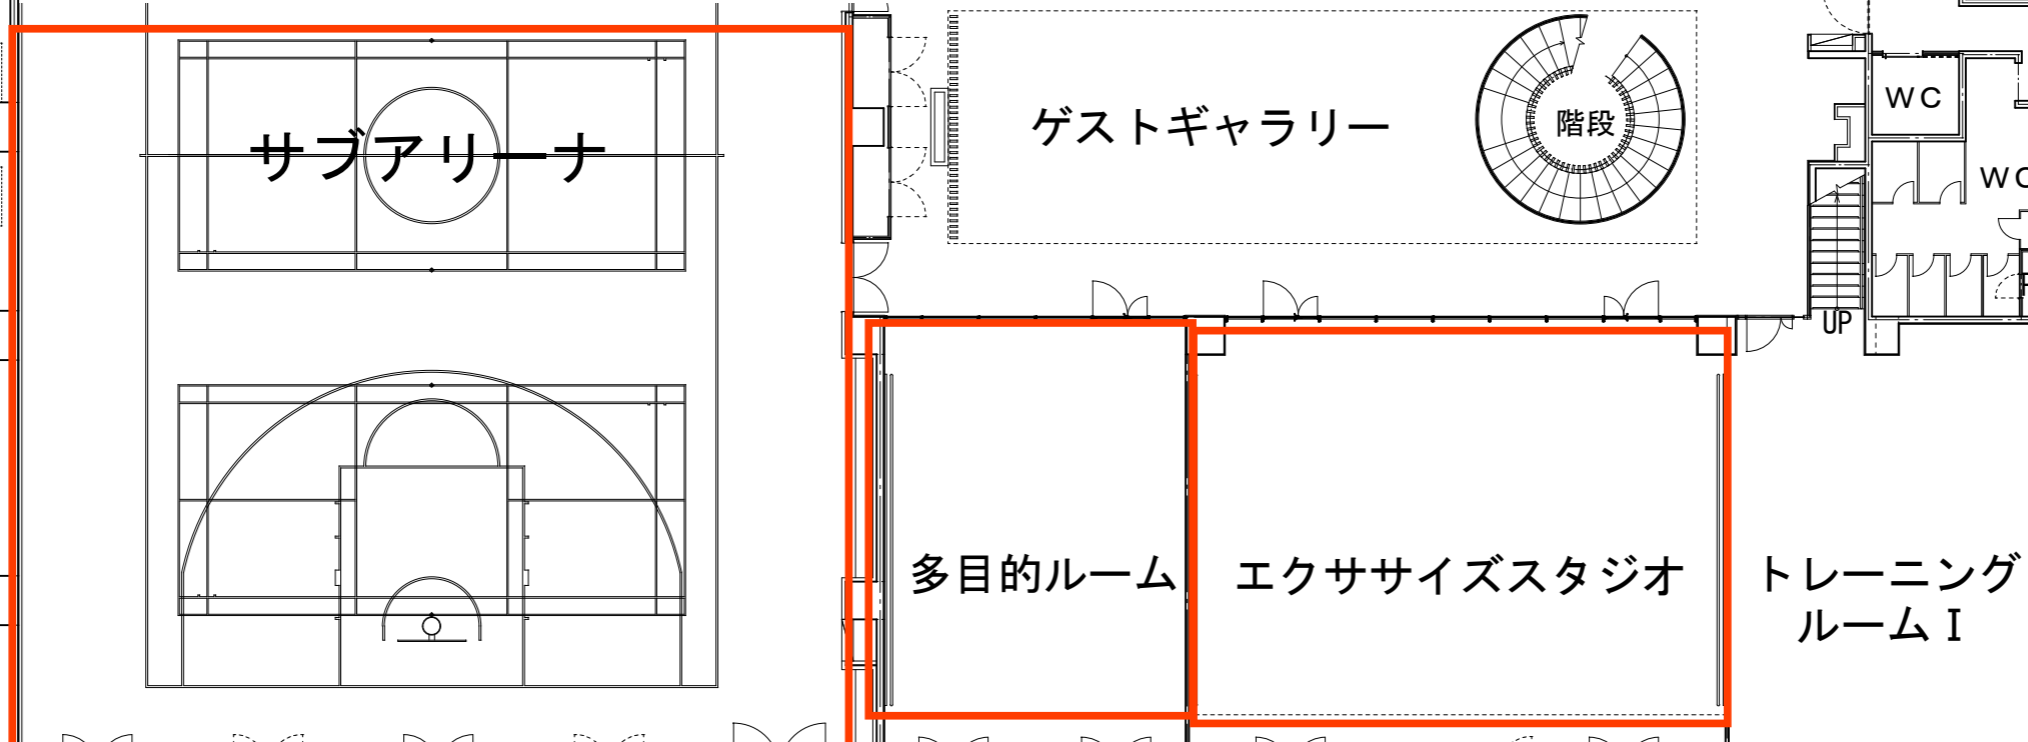 サブアリーナ
ゲストギャラリー
階段
WC
WC
UP
多目的ルーム
エクササイズスタジオ
トレーニング
ルームⅠ